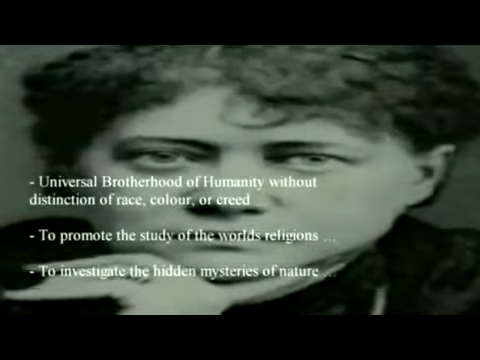 - Universal Brotherhood of Humanity without
distinction of race, colour, or creed
- To promote the study of the worlds religions ...
- To investigate the hidden mysteries of nature ...